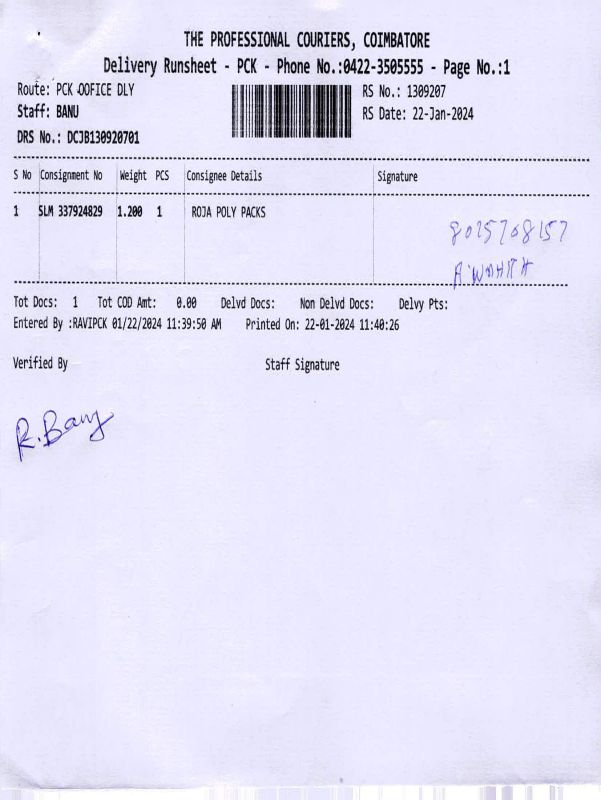 THE PROFESSIONAL COURIERS, COIMBATORE
Delivery Runsheet - PCK - Phone No.:0422-3505555 - Page No.:1
Route: PCK OOFICE DLY RS No.: 1309207
Staff: BANU RS Date: 22-Jan-2024
DRS No.: DCJB130920701
S No Consignment No Weight PCS Consignee Details Signature
1 SLM 337924829 1.200 1 ROJA POLY PACKS
8025708157
Tot Docs: 1 Tot COD Amt: 0.00 Delvd Docs: Non Delvd Docs: Delvy Pts:
Entered By :RAVIPCK 01/22/2024 11:39:50 AM Printed On: 22-01-2024 11:40:26
Verified By Staff Signature
R.Banu